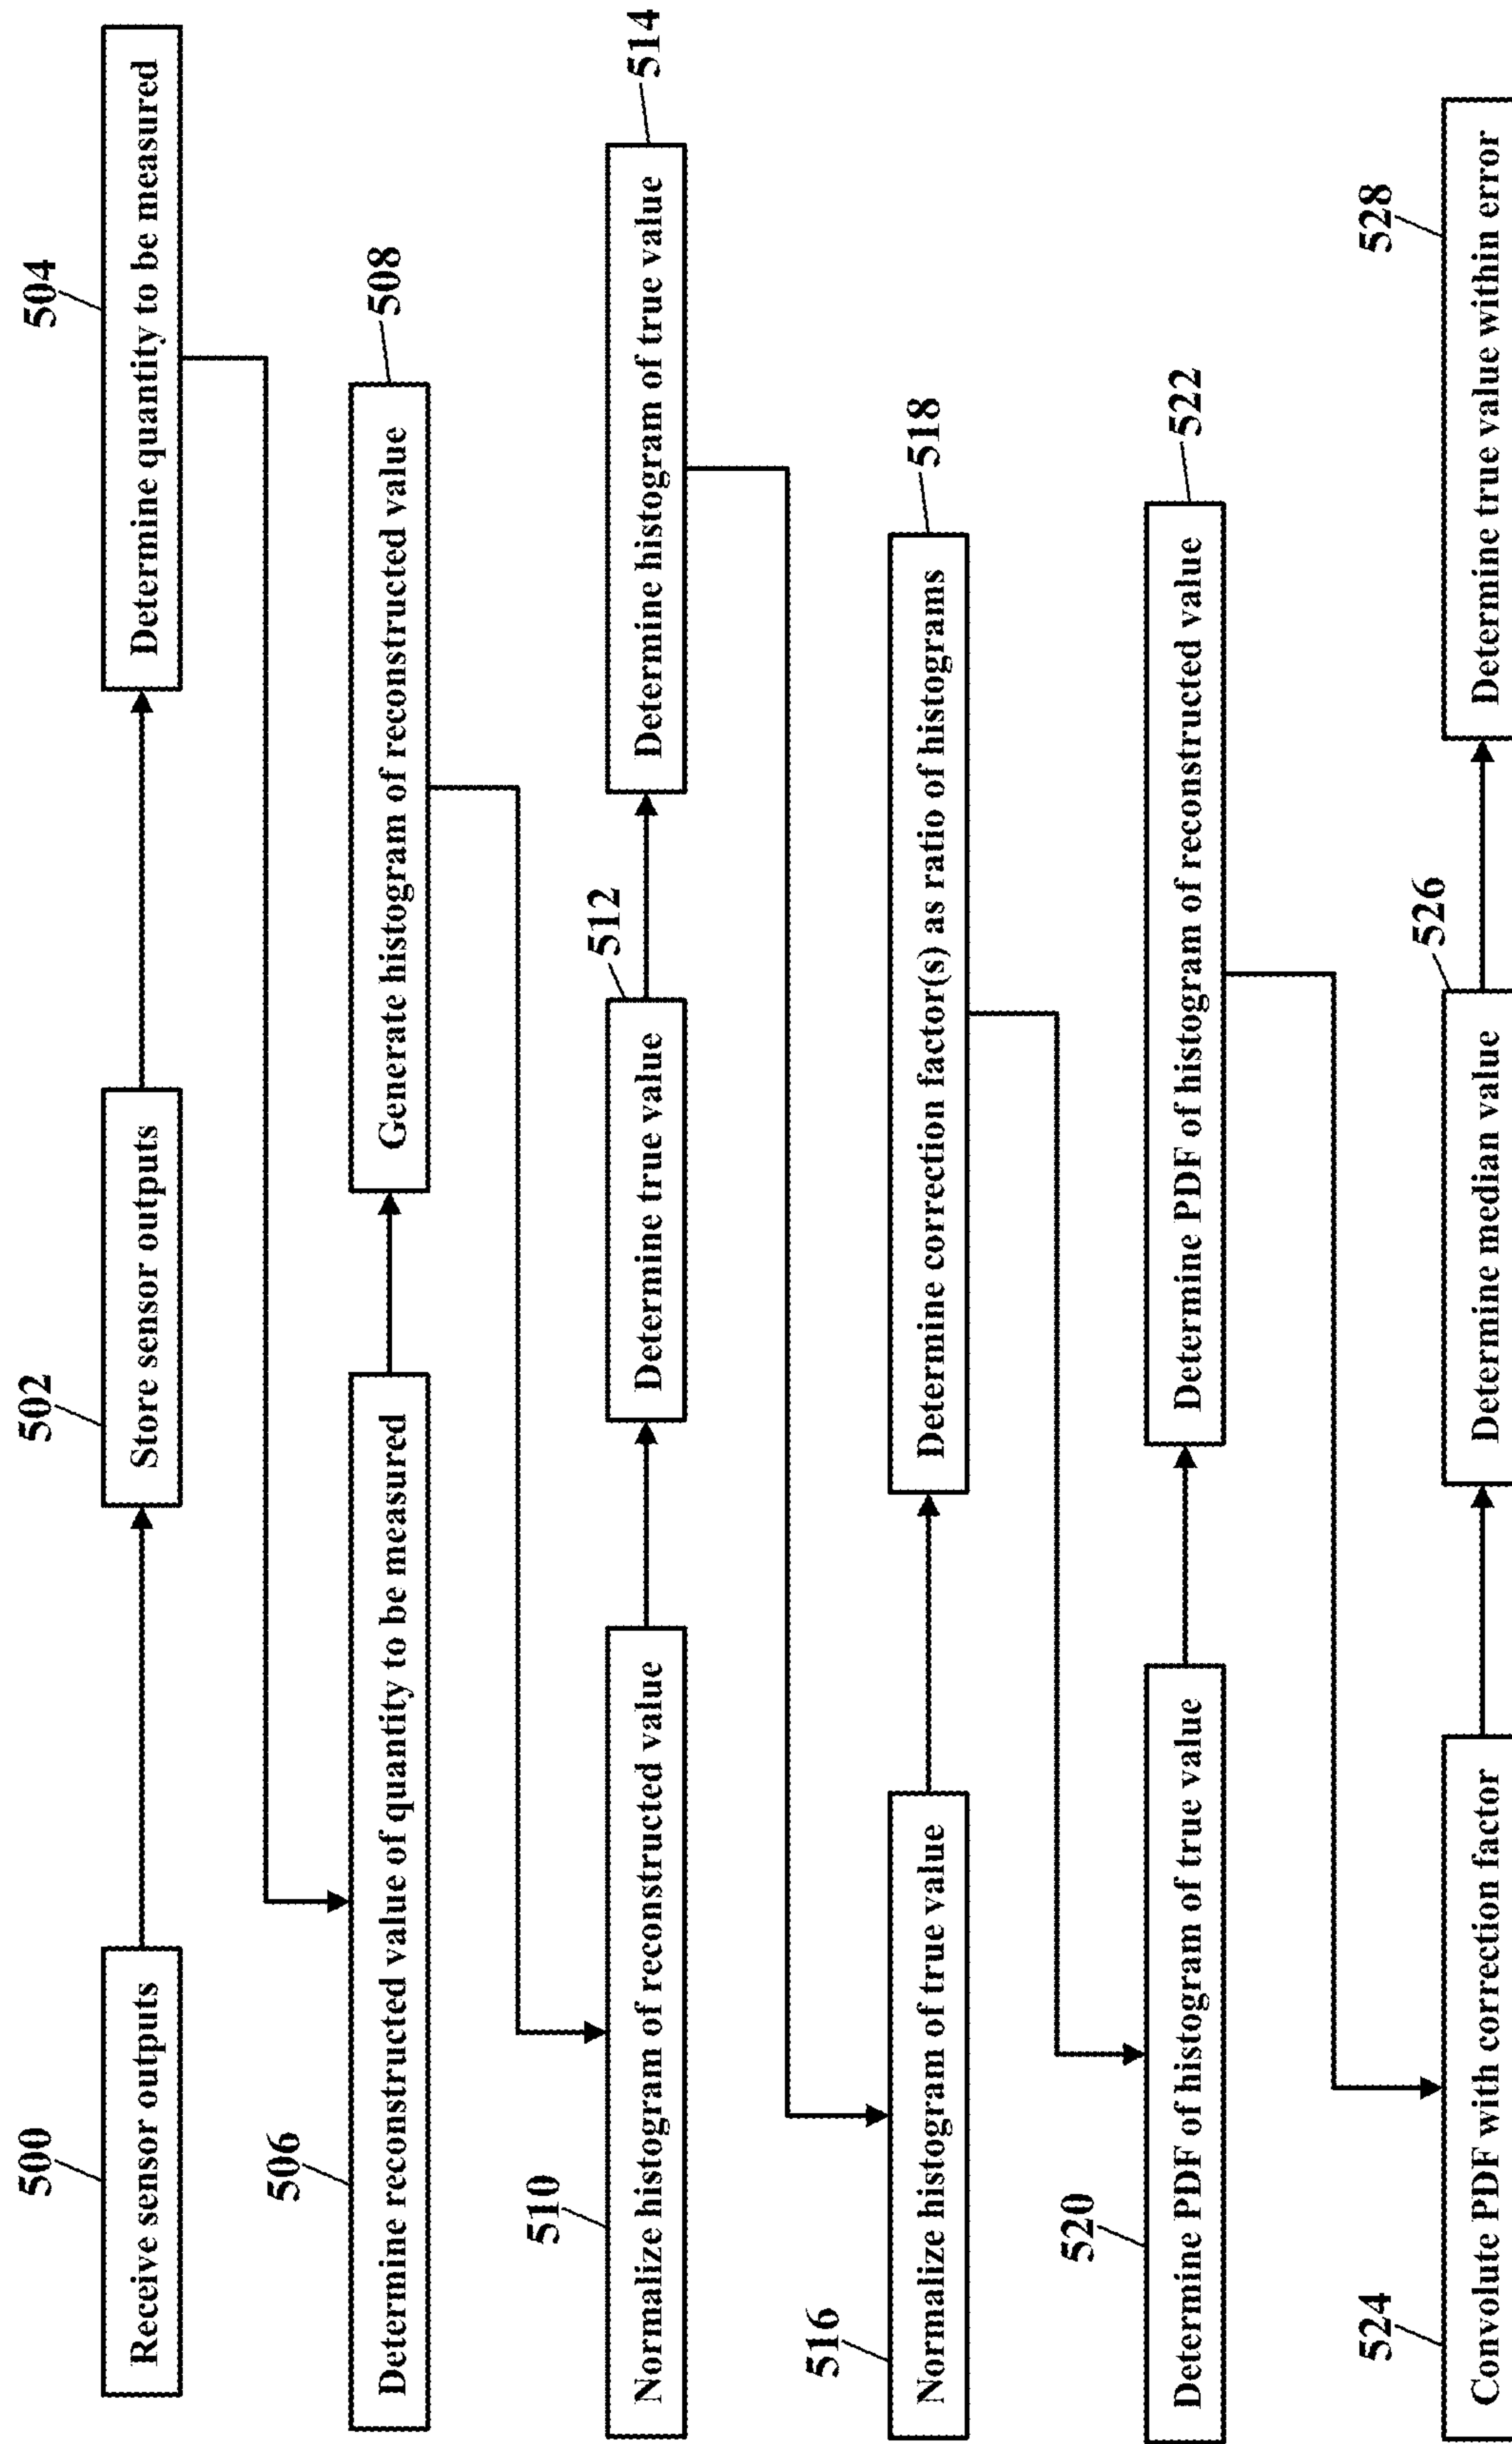 500
Receive sensor outputs
502
Store sensor outputs
504
Determine quantity to be measured
506
Determine reconstructed value of quantity to be measured
508
Generate histogram of reconstructed value
510
Normalize histogram of reconstructed value
512
Determine true value
514
Determine histogram of true value
516
Normalize histogram of true value
518
Determine correction factor(s) as ratio of histograms
520
Determine PDF of histogram of true value
522
Determine PDF of histogram of reconstructed value
524
Convolute PDF with correction factor
526
Determine median value
528
Determine true value within error